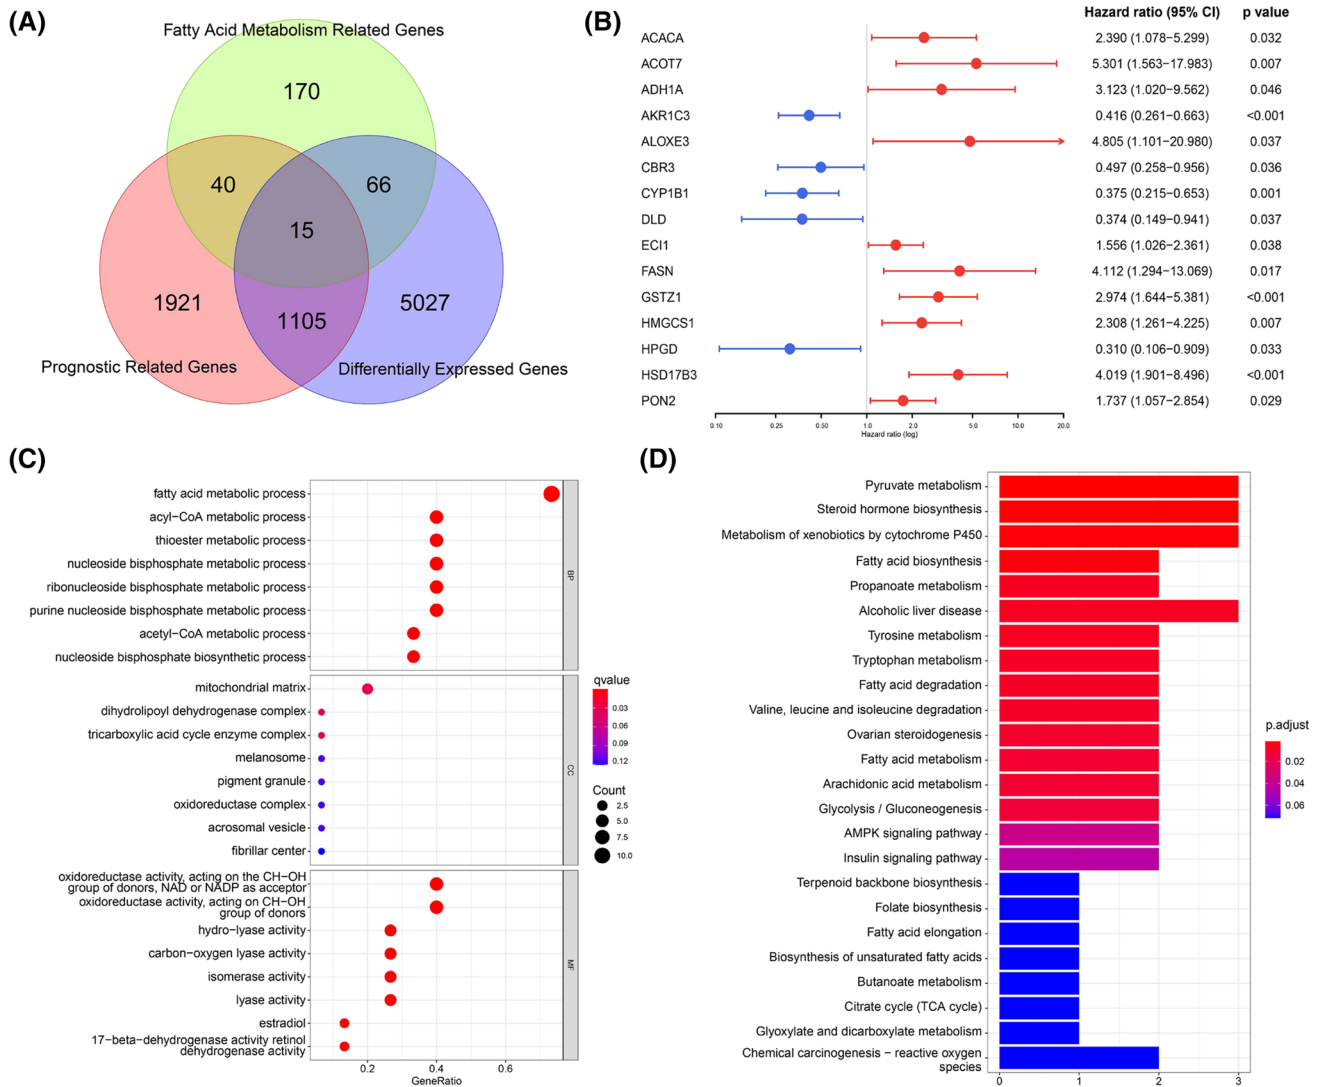 (A)
Fatty Acid Metabolism Related Genes
170
40
66
15
1921
5027
1105
Prognostic Related Genes
Differentially Expressed Genes
(B)
Hazard ratio (95% CI) p value
ACACA 2.390 (1.078−5.299) 0.032
ACOT7 5.301 (1.563−17.983) 0.007
ADH1A 3.123 (1.020−9.562) 0.046
AKR1C3 0.416 (0.261−0.663) <0.001
ALOXE3 4.805 (1.101−20.980) 0.037
CBR3 0.497 (0.258−0.956) 0.036
CYP1B1 0.375 (0.215−0.653) 0.001
DLD 0.374 (0.149−0.941) 0.037
ECI1 1.556 (1.026−2.361) 0.038
FASN 4.112 (1.294−13.069) 0.017
GSTZ1 2.974 (1.644−5.381) <0.001
HMGCS1 2.308 (1.261−4.225) 0.007
HPGD 0.310 (0.106−0.909) 0.033
HSD17B3 4.019 (1.901−8.496) <0.001
PON2 1.737 (1.057−2.854) 0.029
0.10 0.25 0.50 1.0 2.0 5.0 10.0 20.0
Hazard ratio (log)
(C)
fatty acid metabolic process
acyl−CoA metabolic process
thioester metabolic process
nucleoside bisphosphate metabolic process
ribonucleoside bisphosphate metabolic process
purine nucleoside bisphosphate metabolic process
acetyl−CoA metabolic process
nucleoside bisphosphate biosynthetic process
BP
mitochondrial matrix
dihydrolipoyl dehydrogenase complex
tricarboxylic acid cycle enzyme complex
melanosome
pigment granule
oxidoreductase complex
acrosomal vesicle
fibrillar center
CC
oxidoreductase activity, acting on the CH−OH
group of donors, NAD or NADP as acceptor
oxidoreductase activity, acting on CH−OH
group of donors
hydro−lyase activity
carbon−oxygen lyase activity
isomerase activity
lyase activity
estradiol
17−beta−dehydrogenase activity retinol
dehydrogenase activity
MF
0.2 0.4 0.6
GeneRatio
qvalue
0.03
0.06
0.09
0.12
Count
2.5
5.0
7.5
10.0
(D)
Pyruvate metabolism
Steroid hormone biosynthesis
Metabolism of xenobiotics by cytochrome P450
Fatty acid biosynthesis
Propanoate metabolism
Alcoholic liver disease
Tyrosine metabolism
Tryptophan metabolism
Fatty acid degradation
Valine, leucine and isoleucine degradation
Ovarian steroidogenesis
Fatty acid metabolism
Arachidonic acid metabolism
Glycolysis / Gluconeogenesis
AMPK signaling pathway
Insulin signaling pathway
Terpenoid backbone biosynthesis
Folate biosynthesis
Fatty acid elongation
Biosynthesis of unsaturated fatty acids
Butanoate metabolism
Citrate cycle (TCA cycle)
Glyoxylate and dicarboxylate metabolism
Chemical carcinogenesis − reactive oxygen
species
0 1 2 3
p.adjust
0.02
0.04
0.06